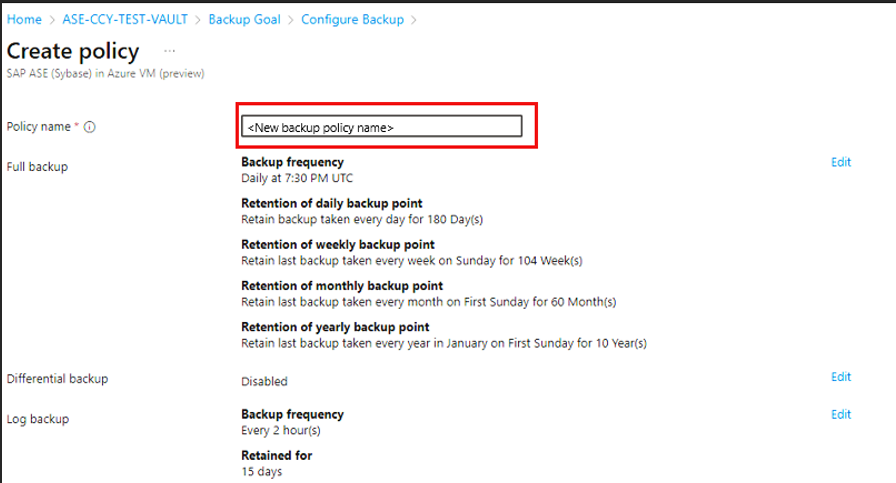 Home > ASE-CCY-TEST-VAULT > Backup Goal > Configure Backup >
Create policy ...
SAP ASE (Sybase) in Azure VM (preview)
Policy name * <New backup policy name>
Full backup
Backup frequency
Edit
Daily at 7:30 PM UTC
Retention of daily backup point
Retain backup taken every day for 180 Day(s)
Retention of weekly backup point
Retain last backup taken every week on Sunday for 104 Week(s)
Retention of monthly backup point
Retain last backup taken every month on First Sunday for 60 Month(s)
Retention of yearly backup point
Retain last backup taken every year in January on First Sunday for 10 Year(s)
Differential backup
Disabled
Edit
Log backup
Backup frequency
Edit
Every 2 hour(s)
Retained for
15 days